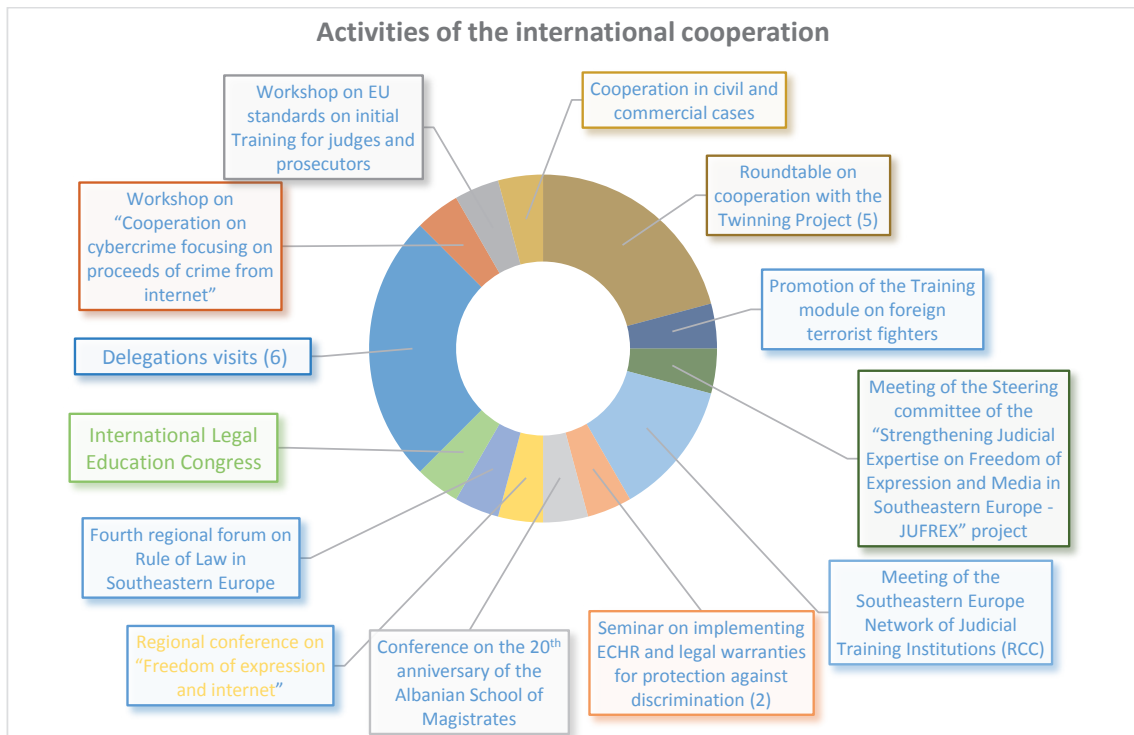 Activities of the international cooperation
Workshop on EU
standards on initial
Training for judges and
prosecutors
Cooperation in civil and
commercial cases
Workshop on
“Cooperation on
cybercrime focusing on
proceeds of crime from
internet”
Roundtable on
cooperation with the
Twinning Project (5)
Promotion of the Training
module on foreign
terrorist fighters
Delegations visits (6)
Meeting of the Steering
committee of the
“Strengthening Judicial
Expertise on Freedom of
Expression and Media in
Southeastern Europe -
JUFREX” project
International Legal
Education Congress
Fourth regional forum on
Rule of Law in
Southeastern Europe
Meeting of the
Southeastern Europe
Network of Judicial
Training Institutions (RCC)
Regional conference on
“Freedom of expression
and internet”
Conference on the 20th
anniversary of the
Albanian School of
Magistrates
Seminar on implementing
ECHR and legal warranties
for protection against
discrimination (2)